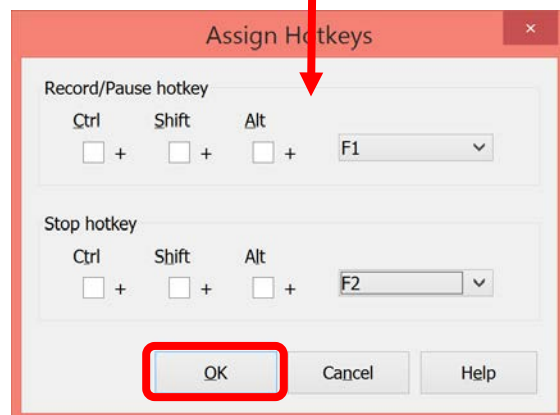 Assign Hotkeys
Record/Pause hotkey
Ctrl Shift Alt
+ + + F1
Stop hotkey
Ctrl Shift Alt
+ + + F2
OK Cancel Help